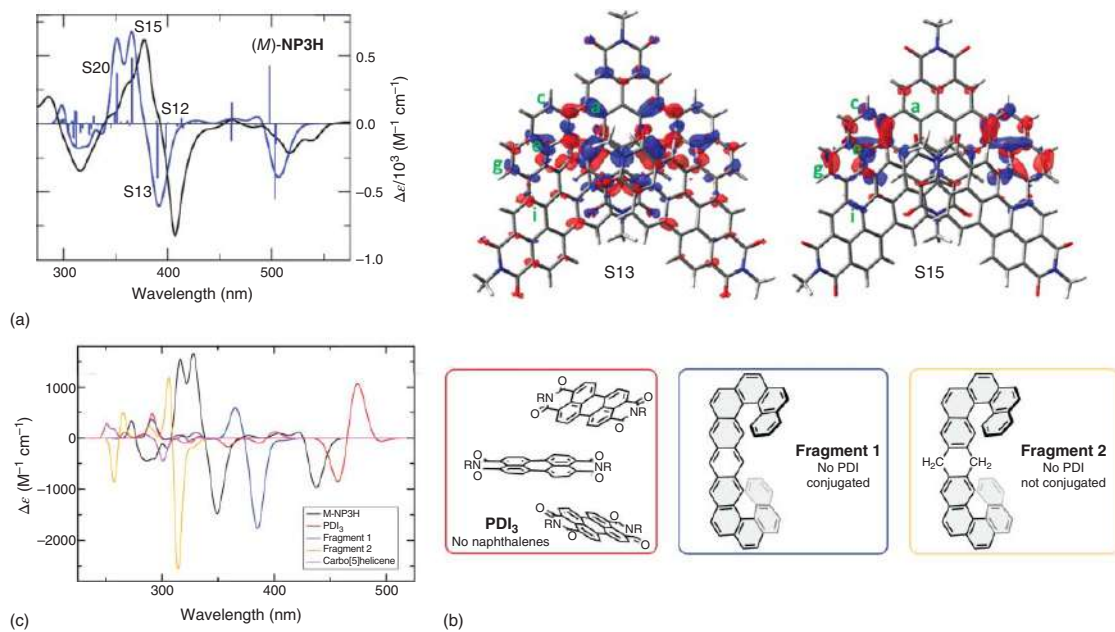 S15
(M)-NP3H
S20
S12
S13
0.5
0.0
-0.5
-1.0
Δε/10³ (M⁻¹ cm⁻¹)
300
400
500
Wavelength (nm)
(a)
c
a
e
g
i
S13
c
a
e
g
i
S15
1000
0
-1000
-2000
Δε (M⁻¹ cm⁻¹)
M-NP3H
PDI₃
Fragment 1
Fragment 2
Carbo[5]helicene
300
400
500
Wavelength (nm)
(c)
O
RN
O
O
NR
O
O
RN
O
O
NR
O
O
RN
O
O
NR
O
PDI₃
No naphthalenes
Fragment 1
No PDI
conjugated
H₂C
CH₂
Fragment 2
No PDI
not conjugated
(b)